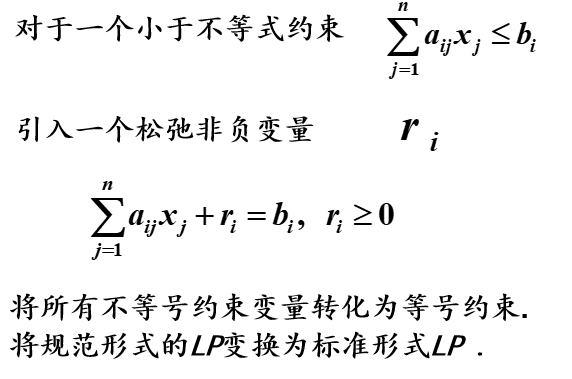 对于一个小于不等式约束 $\sum_{j=1}^{n} a_{ij} x_j \leq b_i$
引入一个松弛非负变量 $r_i$
$\sum_{j=1}^{n} a_{ij} x_j + r_i = b_i, \ r_i \geq 0$
将所有不等号约束变量转化为等号约束.
将规范形式的LP变换为标准形式LP .